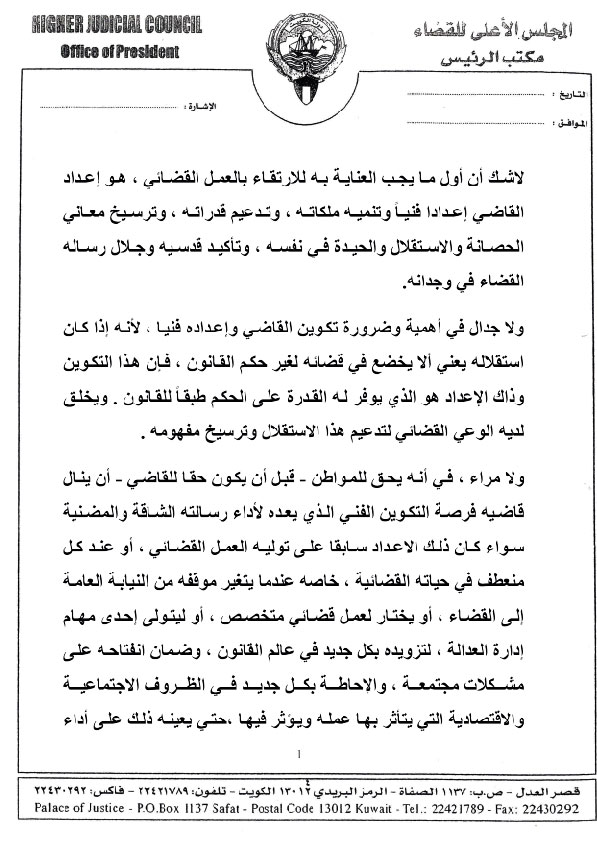 HIGHER JUDICIAL COUNCIL
Office of President
المجلس الأعلى للقضاء
مكتب الرئيس
التاريخ :
الموافق :
الإشارة :
لاشك أن أول ما يجب العناية به للارتقاء بالعمل القضائي ، هو إعداد
القاضي إعدادا فنياً وتنميه ملكاته ، وتدعيم قدراته ، وترسيخ معاني
الحصانة والاستقلال والحيدة في نفسه ، وتأكيد قدسيه وجلال رساله
القضاء في وجدانه.
ولا جدال في أهمية وضرورة تكوين القاضي وإعداده فنيا ، لأنه إذا كان
استقلاله يعني ألا يخضع في قضائه لغير حكم القانون ، فإن هذا التكوين
وذاك الإعداد هو الذي يوفر له القدرة على الحكم طبقاً للقانون . ويخلق
لديه الوعي القضائي لتدعيم هذا الاستقلال وترسيخ مفهومه .
ولا مراء ، في أنه يحق للمواطن - قبل أن يكون حقا للقاضي - أن ينال
قاضيه فرصة التكوين الفني الذي يعده لأداء رسالته الشاقة والمضنية
سواء كان ذلك الاعداد سابقا على توليه العمل القضائي ، أو عند كل
منعطف في حياته القضائية ، خاصه عندما يتغير موقفه من النيابة العامة
إلى القضاء ، أو يختار لعمل قضائي متخصص ، أو ليتولى إحدى مهام
إدارة العدالة ، لتزويده بكل جديد في عالم القانون ، وضمان انفتاحه على
مشكلات مجتمعة ، والإحاطة بكل جديد في الظروف الاجتماعية
والاقتصادية التي يتأثر بها عمله ويؤثر فيها ،حتي يعينه ذلك على أداء
1
قصر العدل - ص.ب: ١١٣٧ الصفاة - الرمز البريدي ١٣٠١٢ الكويت - تلفون: ٢٢٤٢١٧٨٩ - فاكس: ٢٢٤٣٠٢٩٢
Palace of Justice - P.O.Box 1137 Safat - Postal Code 13012 Kuwait - Tel.: 22421789 - Fax: 22430292